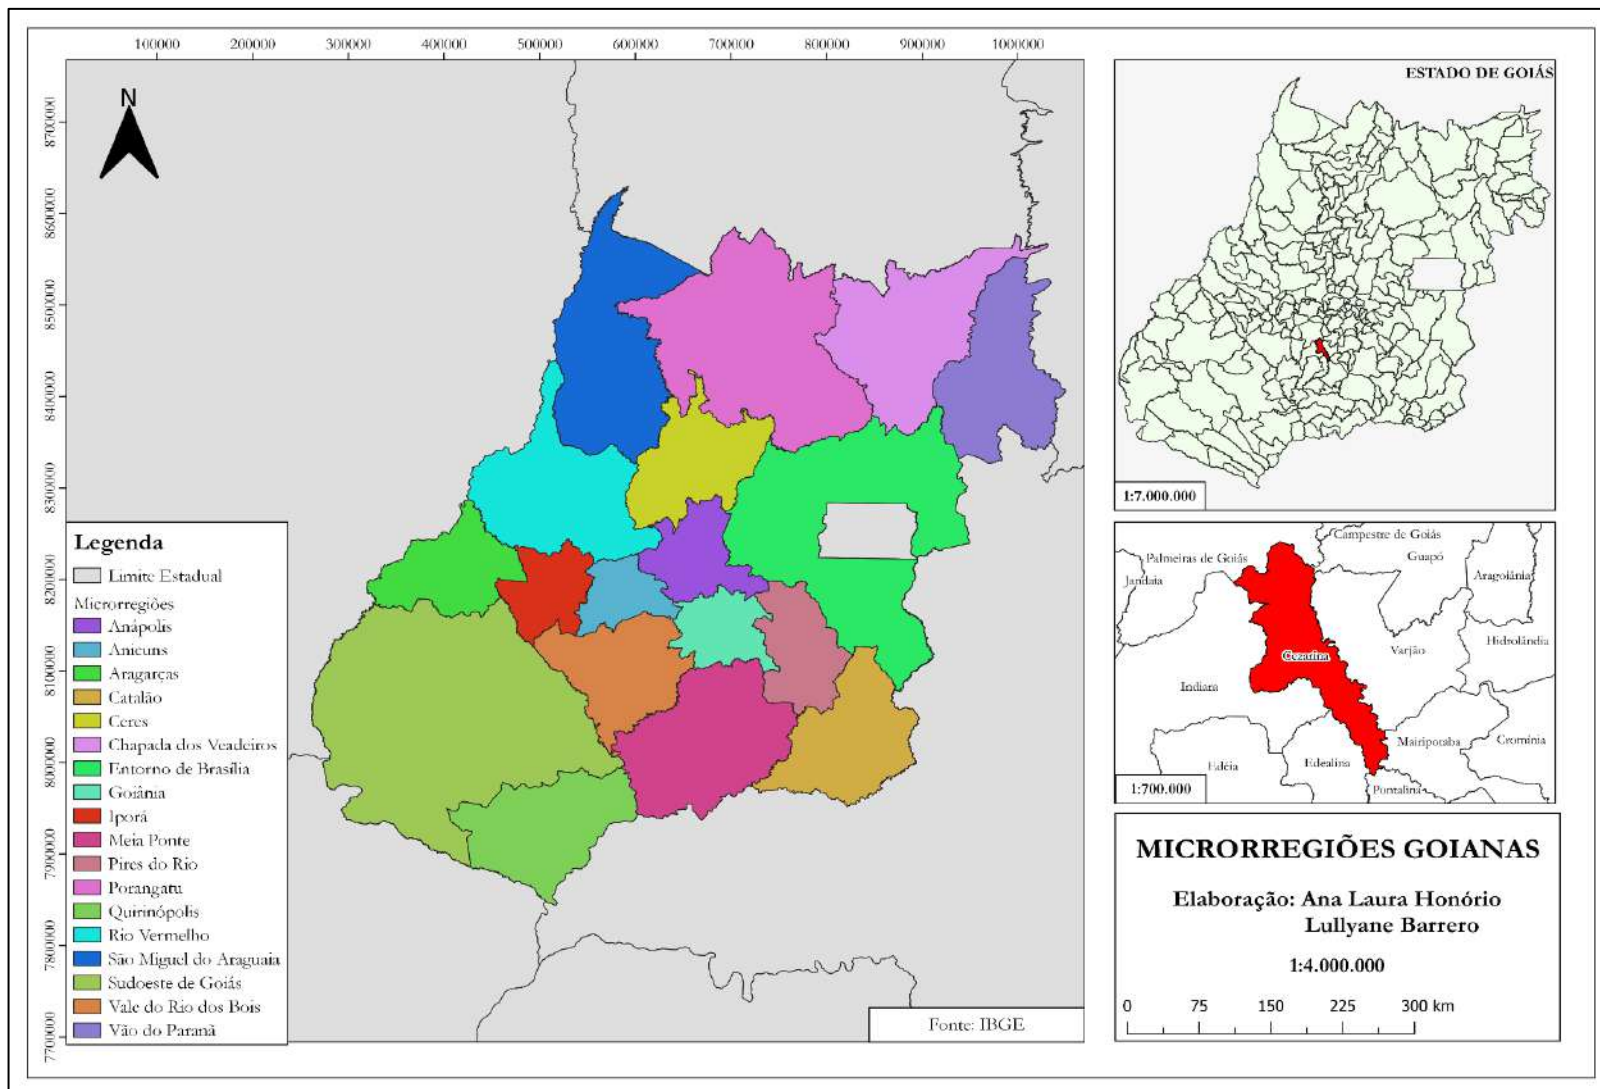 100000 200000 300000 400000 500000 600000 700000 800000 900000 1000000
8700000
8600000
8500000
8400000
8300000
8200000
8100000
8000000
7900000
7800000
7700000
N
Legenda
Limite Estadual
Microrregiões
Anápolis
Anicuns
Aragarças
Catalão
Ceres
Chapada dos Veadeiros
Entorno de Brasília
Goiânia
Iporá
Meia Ponte
Pires do Rio
Porangatu
Quirinópolis
Rio Vermelho
São Miguel do Araguaia
Sudoeste de Goiás
Vale do Rio dos Bois
Vão do Paranã
Fonte: IBGE
ESTADO DE GOIÁS
1:7.000.000
Campestre de Goiás
Palmeiras de Goiás
Guapó
Jandaia
Aragoiânia
Hidrolândia
Varjão
Cezarina
Indiara
Mairipotaba
Cromínia
Edealina
Pontalina
1:700.000
MICRORREGIÕES GOIANAS
Elaboração: Ana Laura Honório
Lullyane Barrero
1:4.000.000
0 75 150 225 300 km